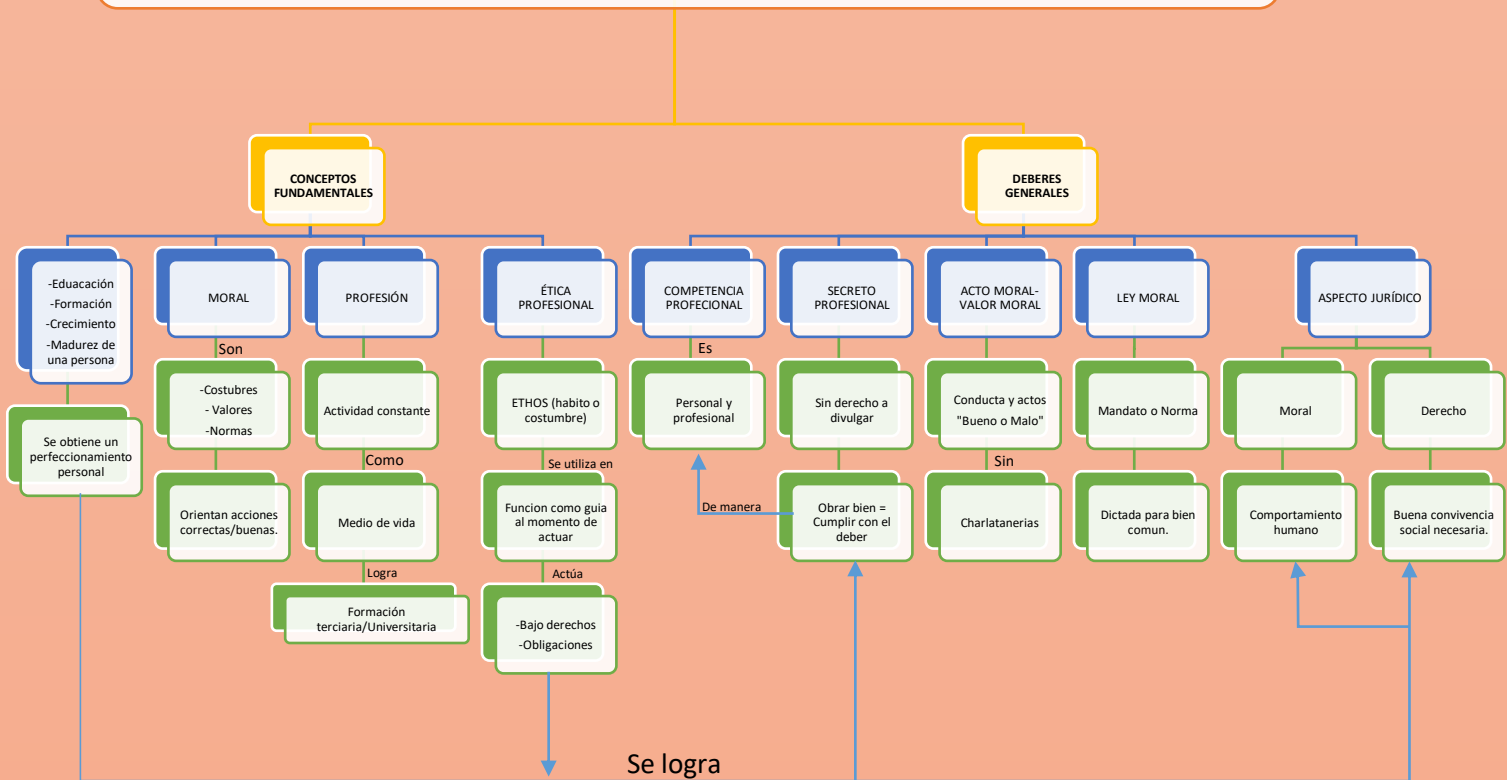 CONCEPTOS
FUNDAMENTALES
DEBERES
GENERALES
-Eduacación
-Formación
-Crecimiento
-Madurez de
una persona
MORAL
PROFESIÓN
ÉTICA
PROFESIONAL
COMPETENCIA
PROFECIONAL
SECRETO
PROFESIONAL
ACTO MORAL-
VALOR MORAL
LEY MORAL
ASPECTO JURÍDICO
Son
Es
Se obtiene un
perfeccionamiento
personal
-Costubres
- Valores
-Normas
Actividad constante
ETHOS (habito o
costumbre)
Personal y
profesional
Sin derecho a
divulgar
Conducta y actos
"Bueno o Malo"
Mandato o Norma
Moral
Derecho
Como
Se utiliza en
Sin
De manera
Orientan acciones
correctas/buenas.
Medio de vida
Funcion como guia
al momento de
actuar
Obrar bien =
Cumplir con el
deber
Charlatanerias
Dictada para bien
comun.
Comportamiento
humano
Buena convivencia
social necesaria.
Logra
Actúa
Formación
terciaria/Universitaria
-Bajo derechos
-Obligaciones
Se logra